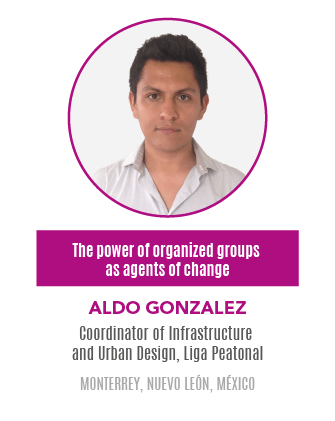 The power of organized groups
as agents of change
ALDO GONZALEZ
Coordinator of Infrastructure
and Urban Design, Liga Peatonal
MONTERREY, NUEVO LEÓN, MÉXICO